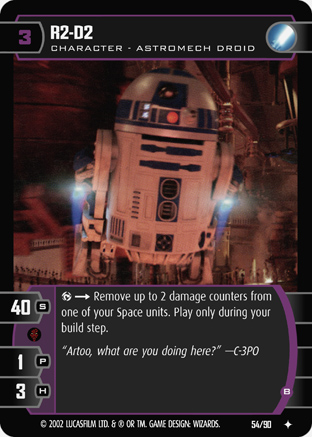 3
R2-D2
CHARACTER - ASTROMECH DROID
40 S
1 P
3 H
Remove up to 2 damage counters from
one of your Space units. Play only during your
build step.
"Artoo, what are you doing here?" —C-3PO
B
© 2002 LUCASFILM LTD. & ® OR TM. GAME DESIGN: WIZARDS. 54/90